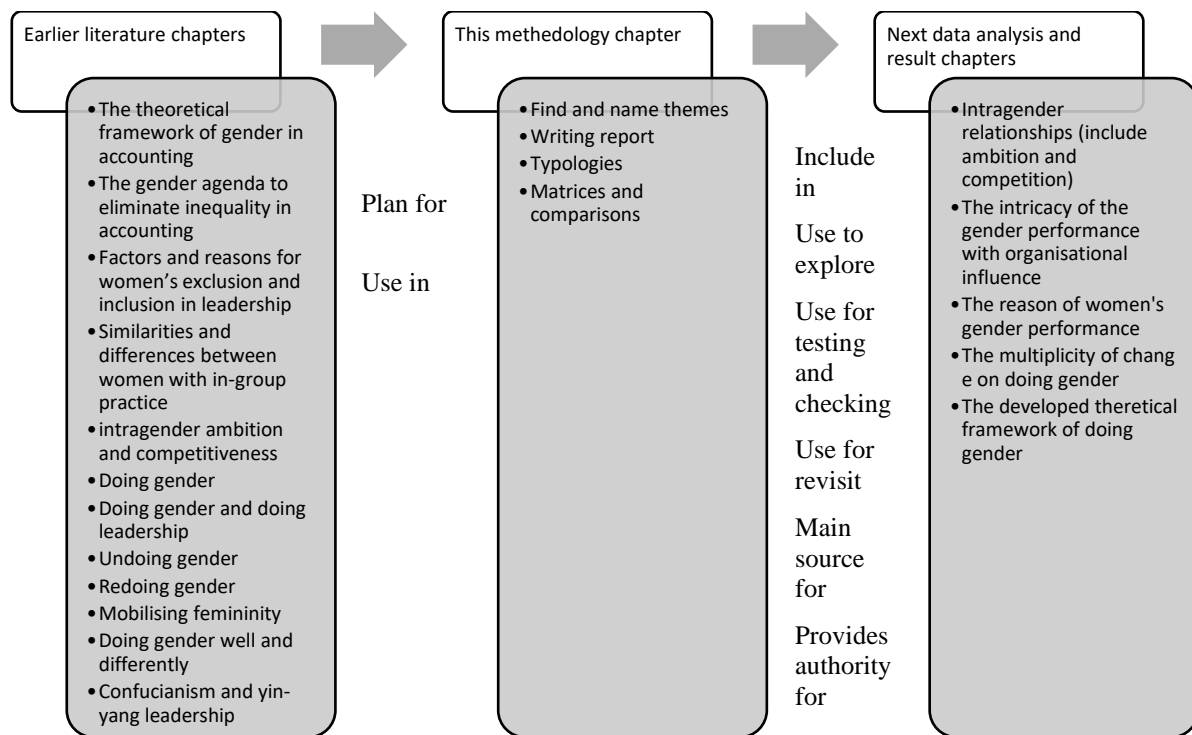 Earlier literature chapters
•The theoretical
framework of gender in
accounting
•The gender agenda to
eliminate inequality in
accounting
•Factors and reasons for
women's exclusion and
inclusion in leadership
•Similarities and
differences between
women with in-group
practice
•intragender ambition
and competitiveness
•Doing gender
•Doing gender and doing
leadership
•Undoing gender
•Redoing gender
•Mobilising femininity
•Doing gender well and
differently
•Confucianism and yin-
yang leadership
Plan for
Use in
This methedology chapter
•Find and name themes
•Writing report
•Typologies
•Matrices and
comparisons
Include
in
Use to
explore
Use for
testing
and
checking
Use for
revisit
Main
source
for
Provides
authority
for
Next data analysis and
result chapters
•Intragender
relationships (include
ambition and
competition)
•The intricacy of the
gender performance
with organisational
influence
•The reason of women's
gender performance
•The multiplicity of chang
e on doing gender
•The developed theretical
framework of doing
gender